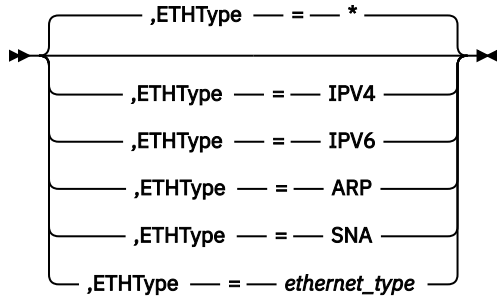 ,ETHType = *
,ETHType = IPV4
,ETHType = IPV6
,ETHType = ARP
,ETHType = SNA
,ETHType = ethernet_type